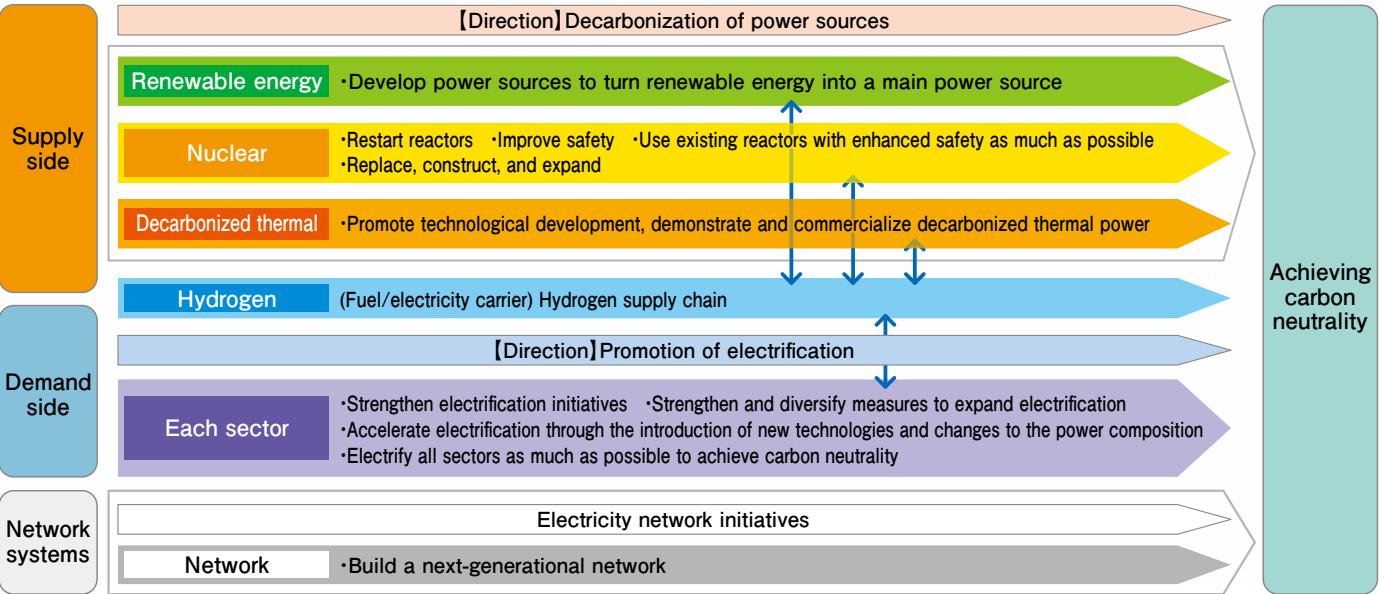 【Direction】Decarbonization of power sources
Supply
side
Renewable energy
・Develop power sources to turn renewable energy into a main power source
Nuclear
・Restart reactors ・Improve safety ・Use existing reactors with enhanced safety as much as possible
・Replace, construct, and expand
Decarbonized thermal
・Promote technological development, demonstrate and commercialize decarbonized thermal power
Hydrogen
(Fuel/electricity carrier) Hydrogen supply chain
Demand
side
【Direction】Promotion of electrification
Each sector
・Strengthen electrification initiatives ・Strengthen and diversify measures to expand electrification
・Accelerate electrification through the introduction of new technologies and changes to the power composition
・Electrify all sectors as much as possible to achieve carbon neutrality
Network
systems
Electricity network initiatives
Network
・Build a next-generational network
Achieving
carbon
neutrality